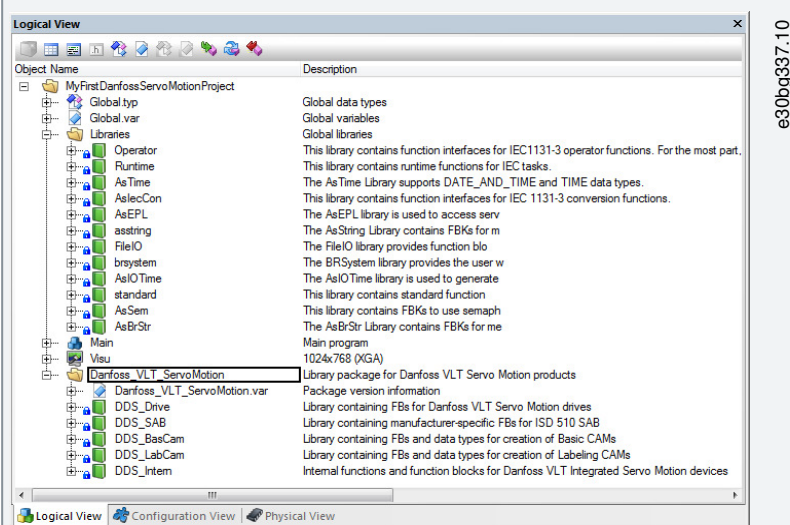 Logical View
Object Name Description
MyFirstDanfossServoMotionProject
Global.typ Global data types
Global.var Global variables
Libraries Global libraries
Operator This library contains function interfaces for IEC1131-3 operator functions. For the most part,
Runtime This library contains runtime functions for IEC tasks.
AsTime The AsTime Library supports DATE_AND_TIME and TIME data types.
AsIecCon This library contains function interfaces for IEC 1131-3 conversion functions.
AsEPL The AsEPL library is used to access serv
asstring The AsString Library contains FBKs for m
FileIO The FileIO library provides function blo
brsystem The BRSystem library provides the user w
AsIOTime The AsIOTime library is used to generate
standard This library contains standard function
AsSem This library contains FBKs to use semaph
AsBrStr The AsBrStr Library contains FBKs for me
Main Main program
Visu 1024x768 (XGA)
Danfoss_VLT_ServoMotion Library package for Danfoss VLT Servo Motion products
Danfoss_VLT_ServoMotion.var Package version information
DDS_Drive Library containing FBs for Danfoss VLT Servo Motion drives
DDS_SAB Library containing manufacturer-specific FBs for ISD 510 SAB
DDS_BasCam Library containing FBs and data types for creation of Basic CAMs
DDS_LabCam Library containing FBs and data types for creation of Labeling CAMs
DDS_Intern Internal functions and function blocks for Danfoss VLT Integrated Servo Motion devices
Logical View Configuration View Physical View
e30bq337.10